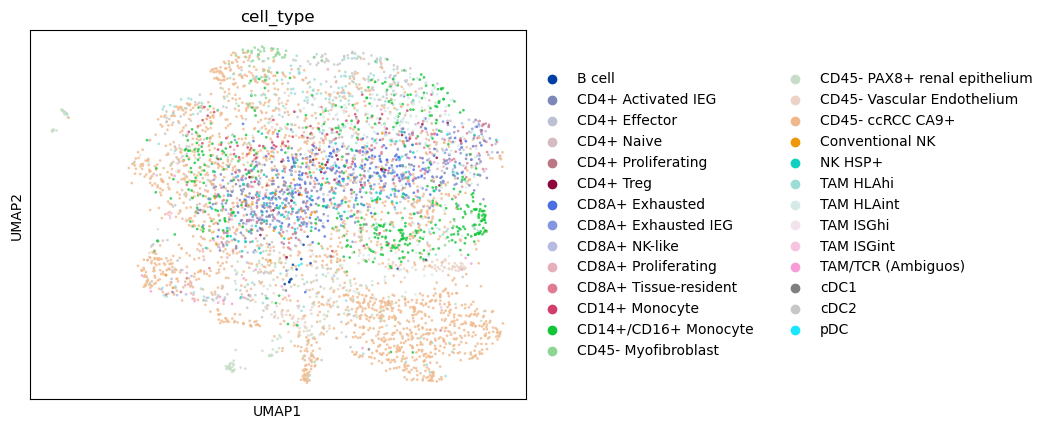 cell_type
UMAP2
UMAP1
B cell
CD4+ Activated IEG
CD4+ Effector
CD4+ Naive
CD4+ Proliferating
CD4+ Treg
CD8A+ Exhausted
CD8A+ Exhausted IEG
CD8A+ NK-like
CD8A+ Proliferating
CD8A+ Tissue-resident
CD14+ Monocyte
CD14+/CD16+ Monocyte
CD45- Myofibroblast
CD45- PAX8+ renal epithelium
CD45- Vascular Endothelium
CD45- ccRCC CA9+
Conventional NK
NK HSP+
TAM HLAhi
TAM HLAint
TAM ISGhi
TAM ISGint
TAM/TCR (Ambiguos)
cDC1
cDC2
pDC